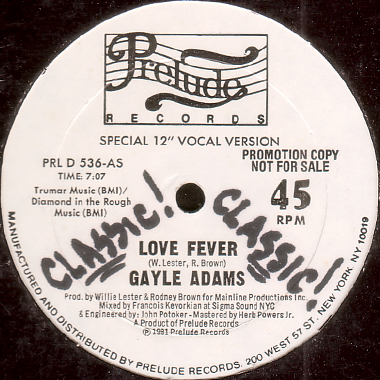 Prelude
RECORDS
SPECIAL 12" VOCAL VERSION
PRL D 536-AS
TIME: 7:07
Trumar Music (BMI)/
Diamond in the Rough
Music (BMI)
PROMOTION COPY
NOT FOR SALE
45
RPM
CLASSIC!
CLASSIC!
LOVE FEVER
(W. Lester, R. Brown)
GAYLE ADAMS
Prod. by Willie Lester & Rodney Brown for Mainline Productions Inc.
Mixed by Francois Kevorkian at Sigma Sound NYC
& Engineered by: John Potoker - Mastered by Herb Powers Jr.
A Product of Prelude Records
℗ 1981 Prelude Records
MANUFACTURED AND DISTRIBUTED BY PRELUDE RECORDS. 200 WEST 57 ST. NEW YORK. NY 10019